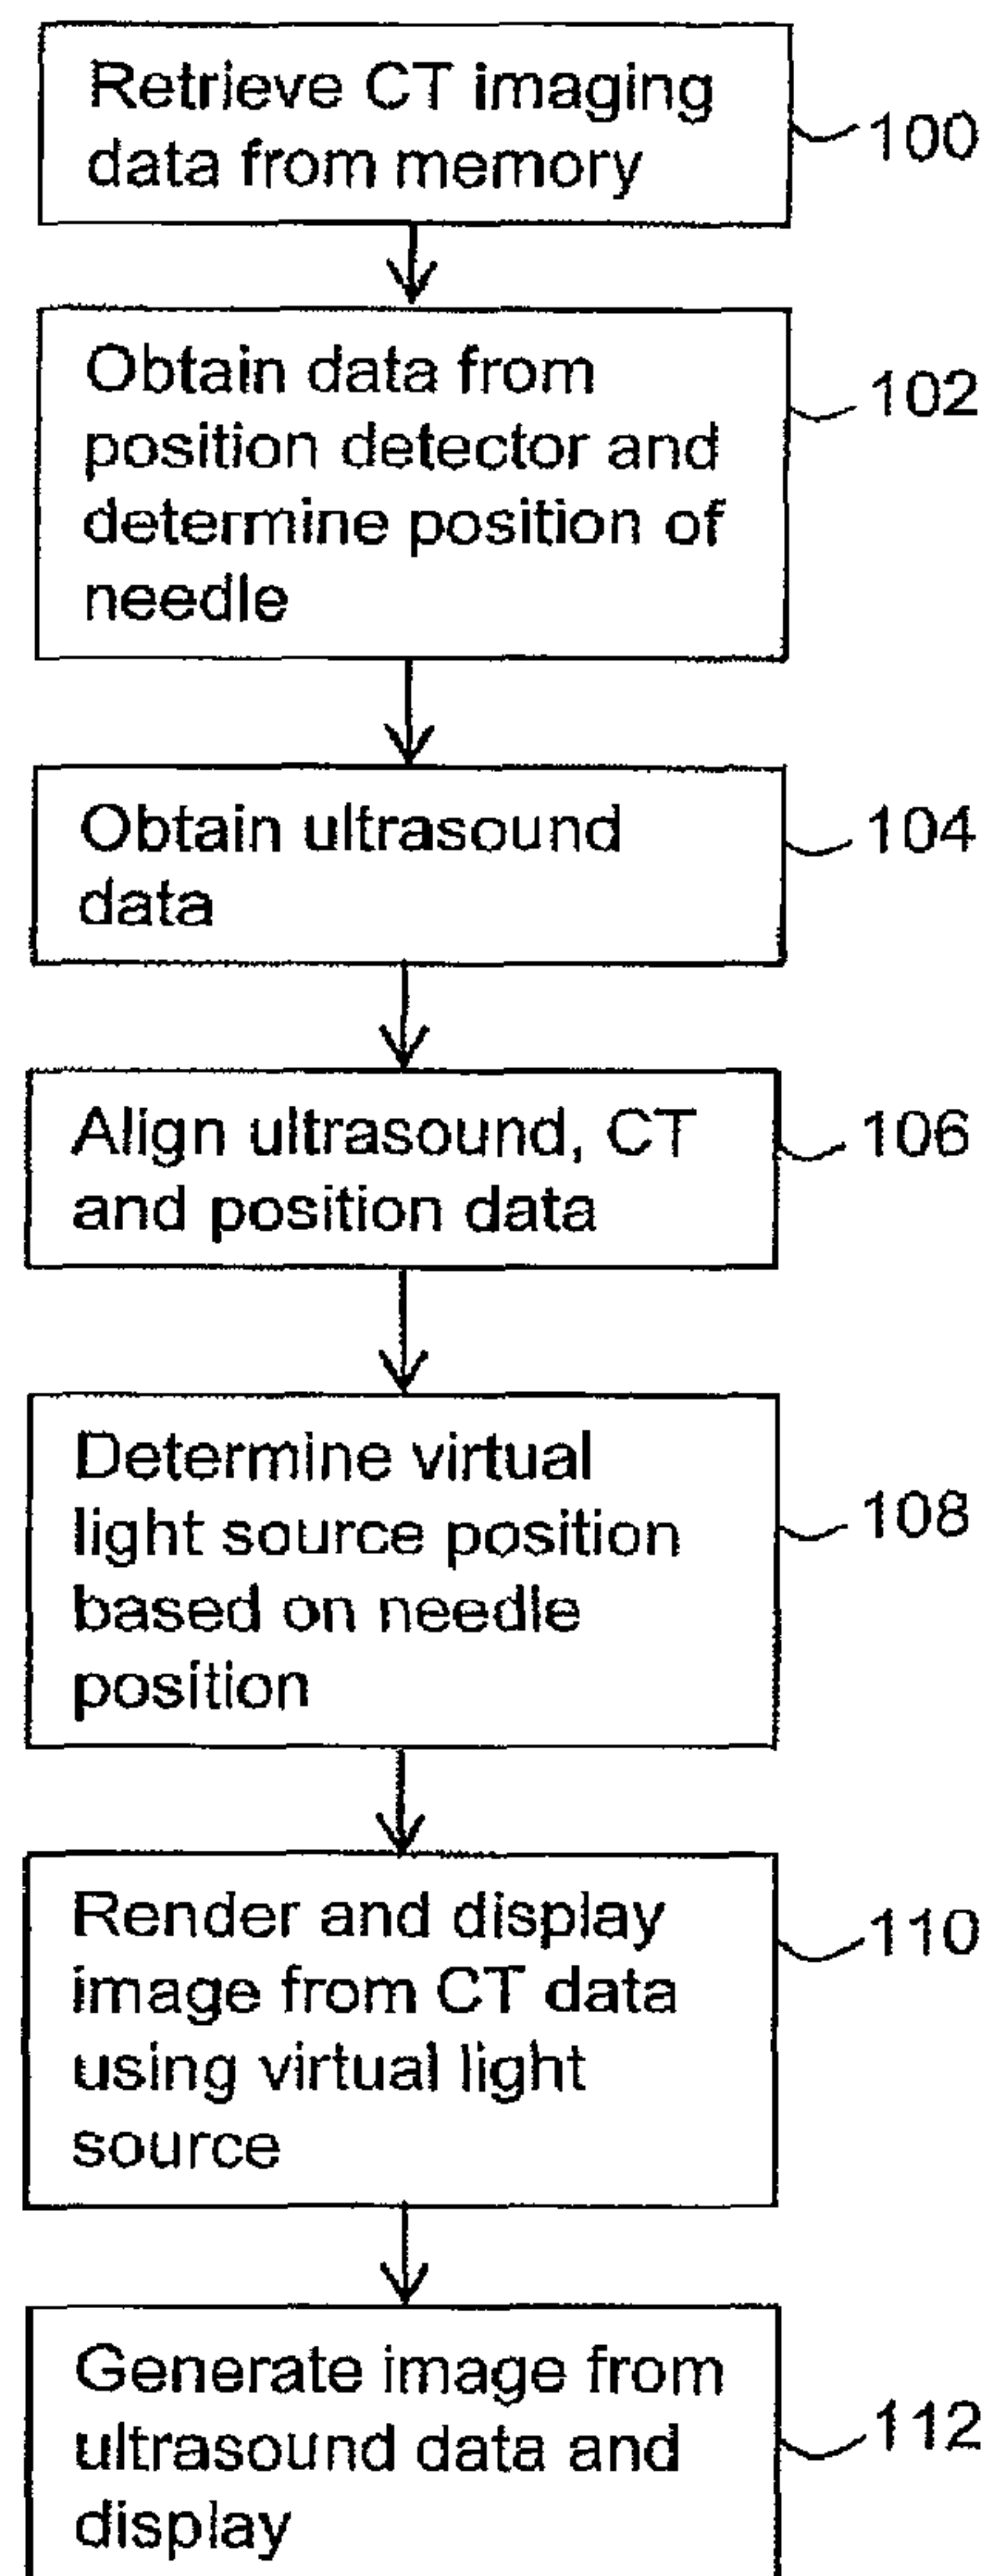 Retrieve CT imaging
data from memory
100
Obtain data from
position detector and
determine position of
needle
102
Obtain ultrasound
data
104
Align ultrasound, CT
and position data
106
Determine virtual
light source position
based on needle
position
108
Render and display
image from CT data
using virtual light
source
110
Generate image from
ultrasound data and
display
112